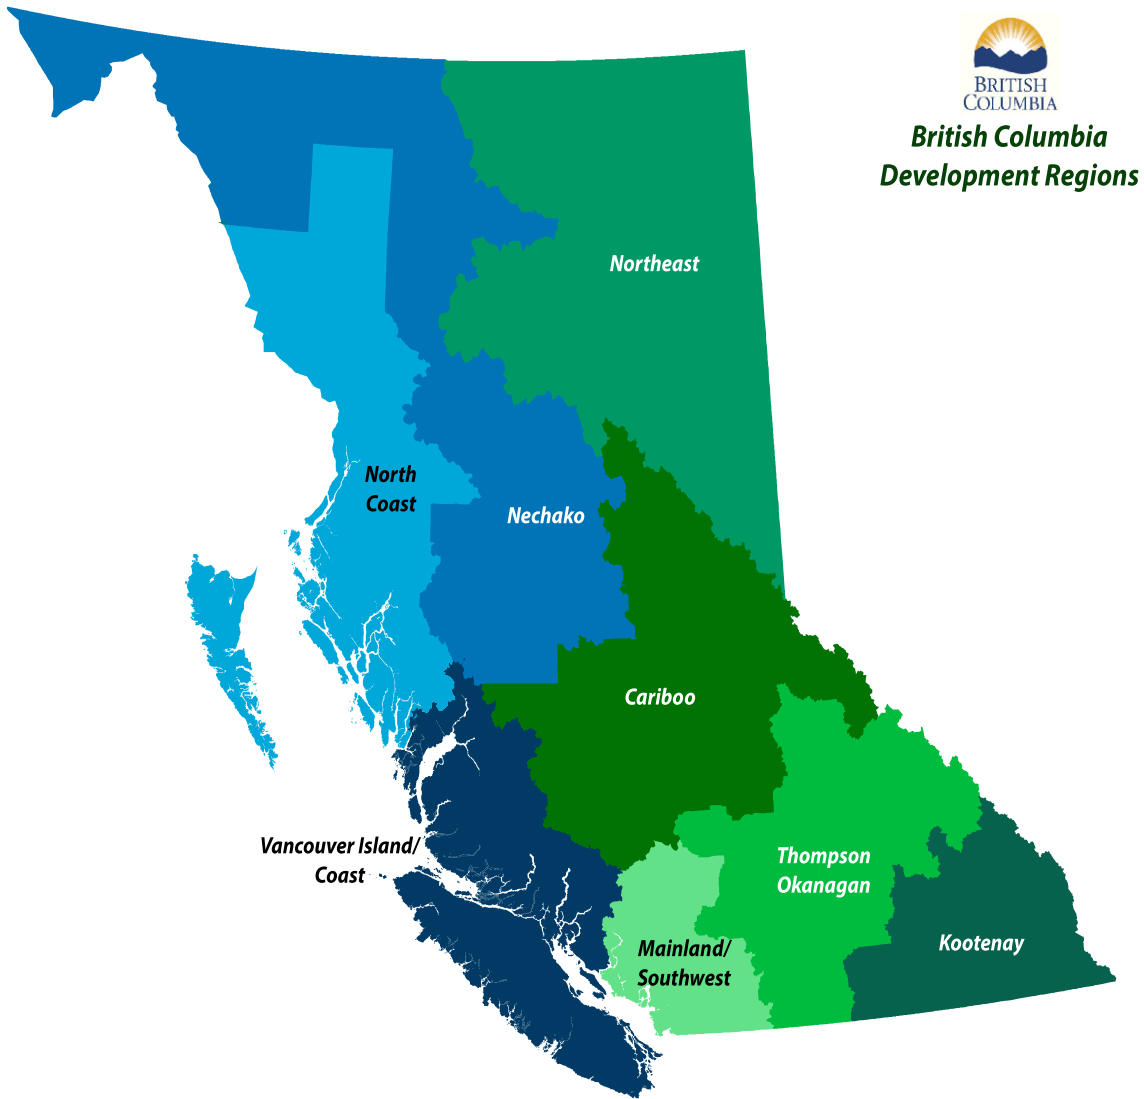 BRITISH
COLUMBIA
British Columbia
Development Regions
Northeast
North
Coast
Nechako
Cariboo
Vancouver Island/
Coast
Thompson
Okanagan
Mainland/
Southwest
Kootenay